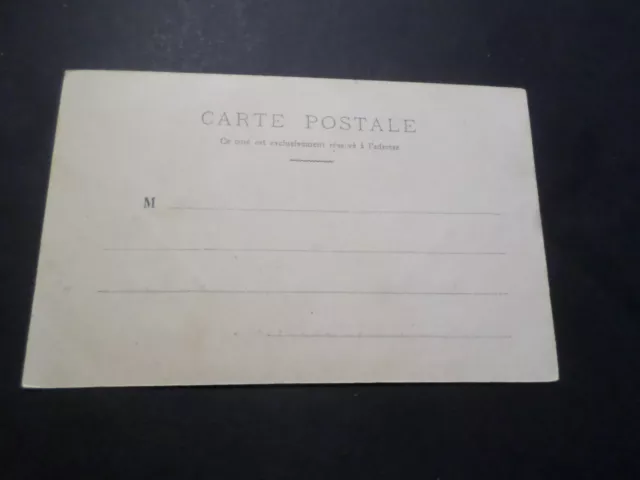 CARTE POSTALE
Ce côté est exclusivement réservé à l'adresse
M